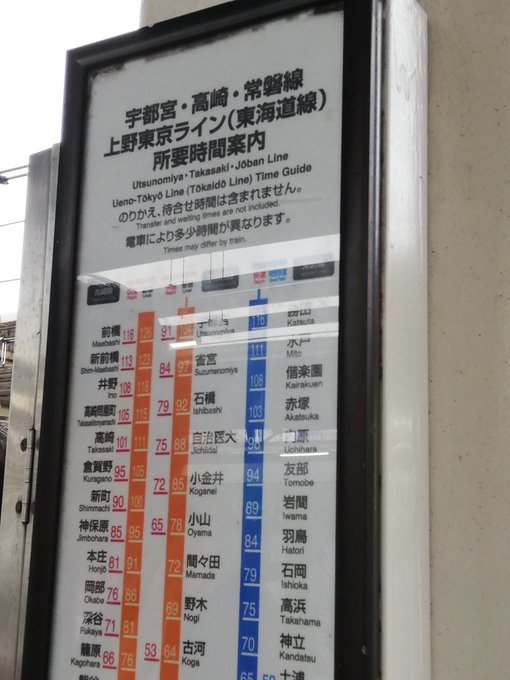 宇都宮・高崎・常磐線
上野東京ライン(東海道線)
所要時間案内
Utsunomiya・Takasaki・Jōban Line
Ueno-Tōkyō Line (Tōkaidō Line) Time Guide
のりかえ、待合せ時間は含まれません。
Transfer and waiting times are not included.
電車により多少時間が異なります。
Times may differ by train.
前橋 116 126
Maebashi
新前橋 113 123
Shim-Maebashi
井野 108 118
Ino
高崎問屋町 105 115
Takasakitonyamachi
高崎 101 111
Takasaki
倉賀野 95 105
Kuragano
新町 90 100
Shimmachi
神保原 85 95
Jimbohara
本庄 81 91
Honjō
岡部 76 86
Okabe
深谷 71 81
Fukaya
籠原 66 76
Kagohara
91 宇都宮
Utsunomiya
84 97 雀宮
Suzumenomiya
79 92 石橋
Ishibashi
75 88 自治医大
Jichiidai
72 85 小金井
Koganei
65 78 小山
Oyama
72 間々田
Mamada
69 野木
Nogi
53 64 古河
Koga
快速
116 勝田
Katsuta
111 水戸
Mito
108 偕楽園
Kairakuen
103 赤塚
Akatsuka
98 内原
Uchihara
94 友部
Tomobe
89 岩間
Iwama
84 羽鳥
Hatori
79 石岡
Ishioka
75 高浜
Takahama
70 神立
Kandatsu
65 59 土浦